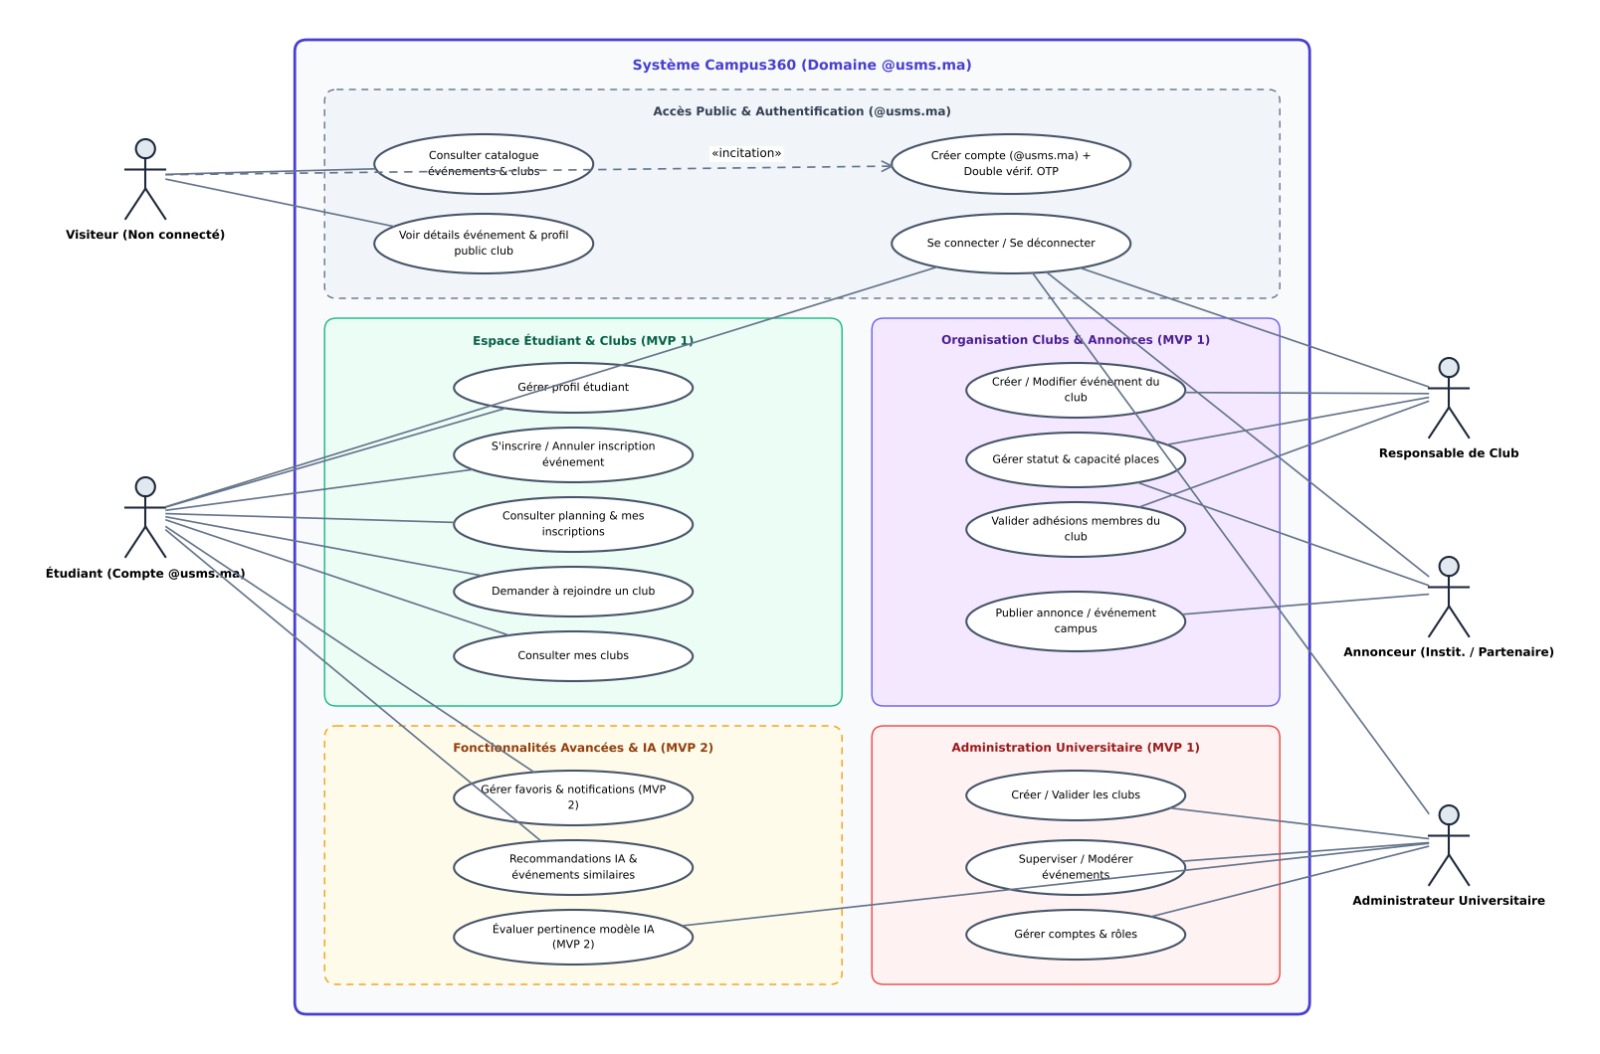 Système Campus360 (Domaine @usms.ma)
Accès Public & Authentification (@usms.ma)
Consulter catalogue
événements & clubs
«incitation»
Créer compte (@usms.ma) +
Double vérif. OTP
Visiteur (Non connecté)
Voir détails événement & profil
public club
Se connecter / Se déconnecter
Espace Étudiant & Clubs (MVP 1)
Gérer profil étudiant
S'inscrire / Annuler inscription
événement
Consulter planning & mes
inscriptions
Demander à rejoindre un club
Consulter mes clubs
Étudiant (Compte @usms.ma)
Organisation Clubs & Annonces (MVP 1)
Créer / Modifier événement du
club
Gérer statut & capacité places
Valider adhésions membres du
club
Publier annonce / événement
campus
Responsable de Club
Annonceur (Instit. / Partenaire)
Fonctionnalités Avancées & IA (MVP 2)
Gérer favoris & notifications (MVP
2)
Recommandations IA &
événements similaires
Évaluer pertinence modèle IA
(MVP 2)
Administration Universitaire (MVP 1)
Créer / Valider les clubs
Superviser / Modérer
événements
Gérer comptes & rôles
Administrateur Universitaire